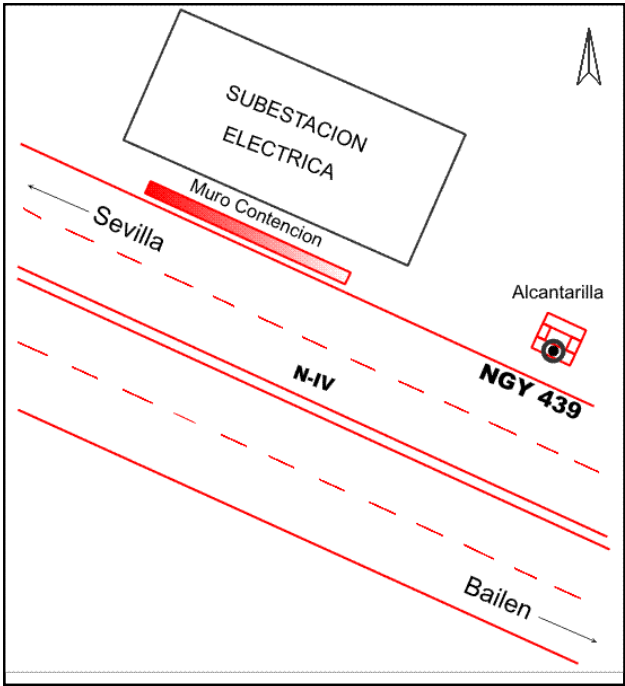 SUBESTACION
ELECTRICA
Muro Contencion
Sevilla
Alcantarilla
N-IV
NGY 439
Bailen